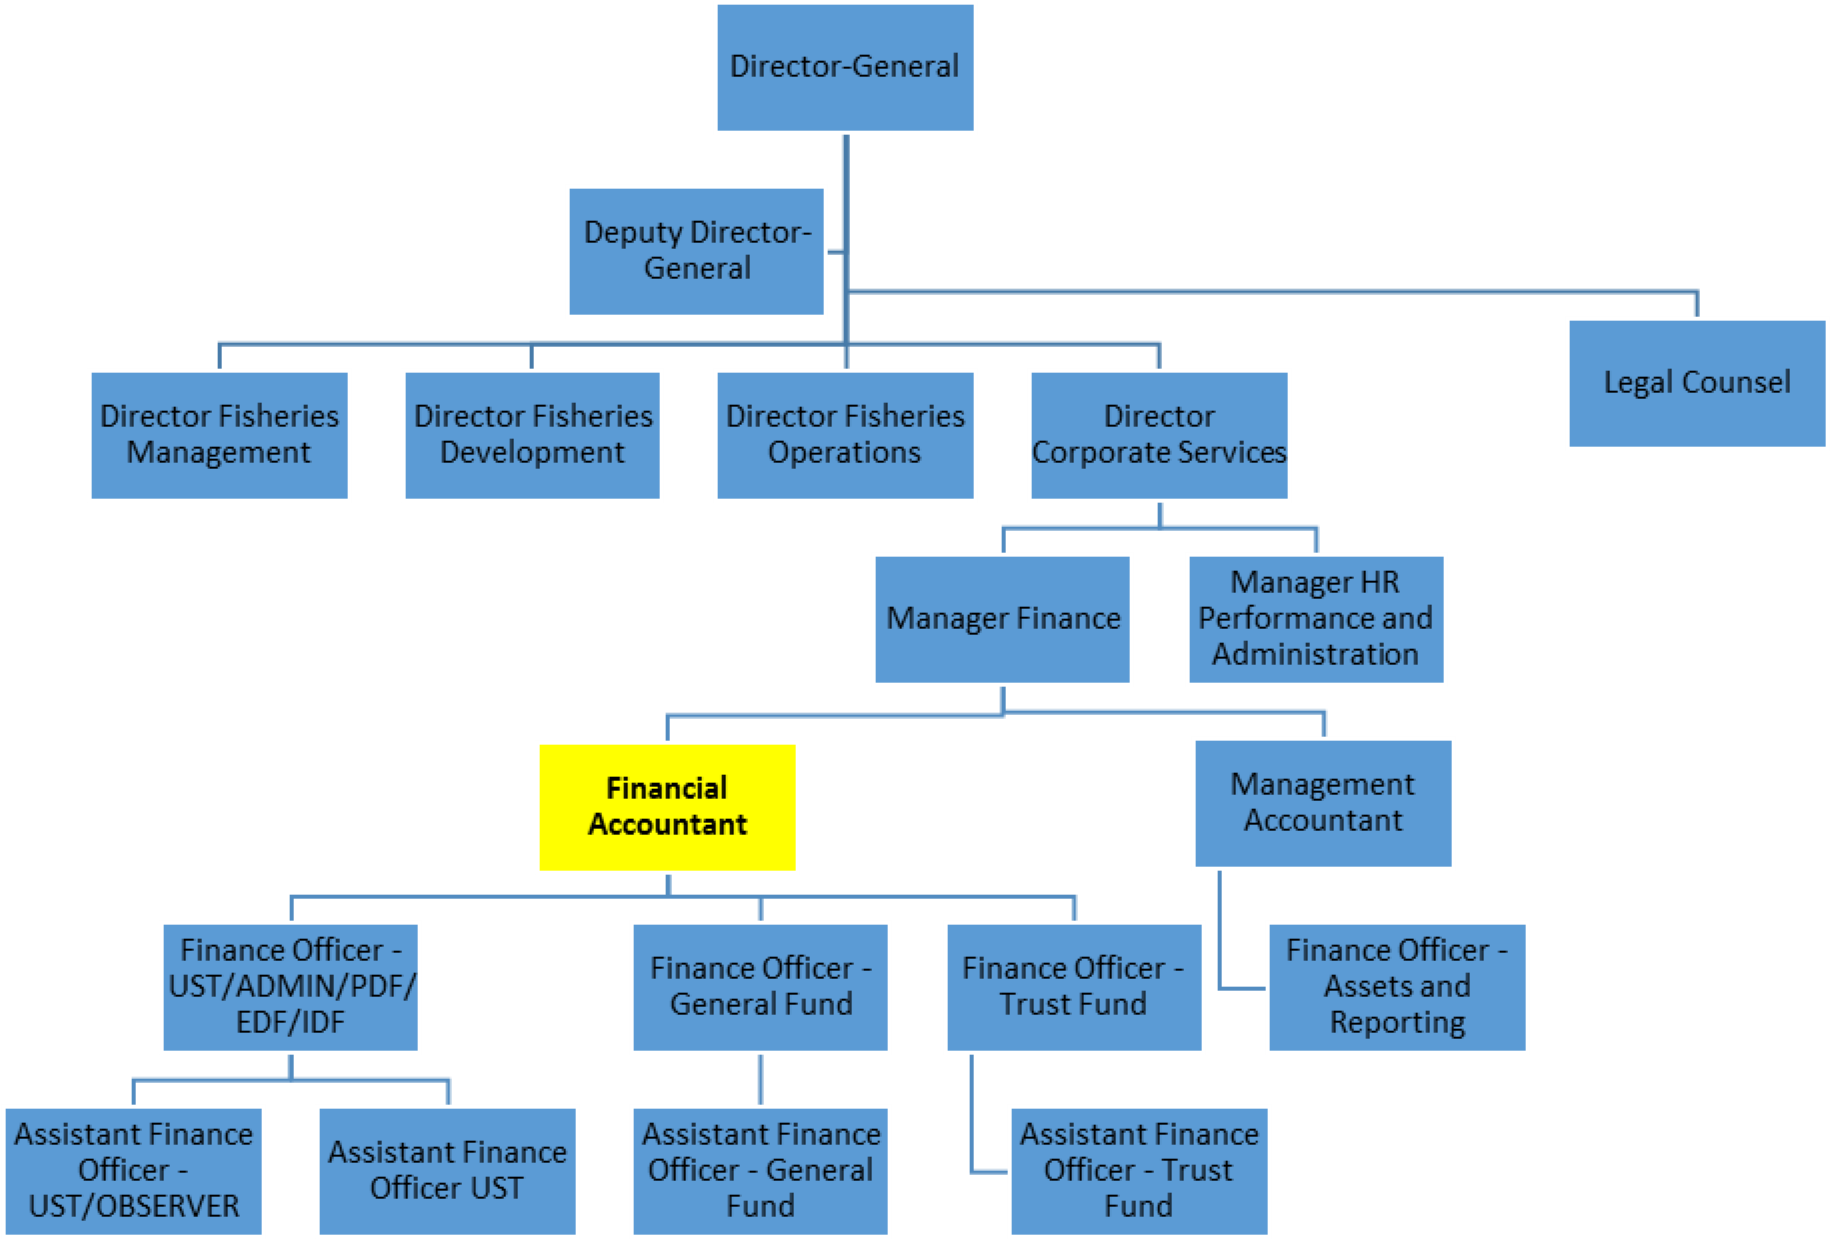 Director-General
Deputy Director-
General
Legal Counsel
Director Fisheries
Management
Director Fisheries
Development
Director Fisheries
Operations
Director
Corporate Services
Manager Finance
Manager HR
Performance and
Administration
Financial
Accountant
Management
Accountant
Finance Officer -
UST/ADMIN/PDF/
EDF/IDF
Finance Officer -
General Fund
Finance Officer -
Trust Fund
Finance Officer -
Assets and
Reporting
Assistant Finance
Officer -
UST/OBSERVER
Assistant Finance
Officer UST
Assistant Finance
Officer - General
Fund
Assistant Finance
Officer - Trust
Fund